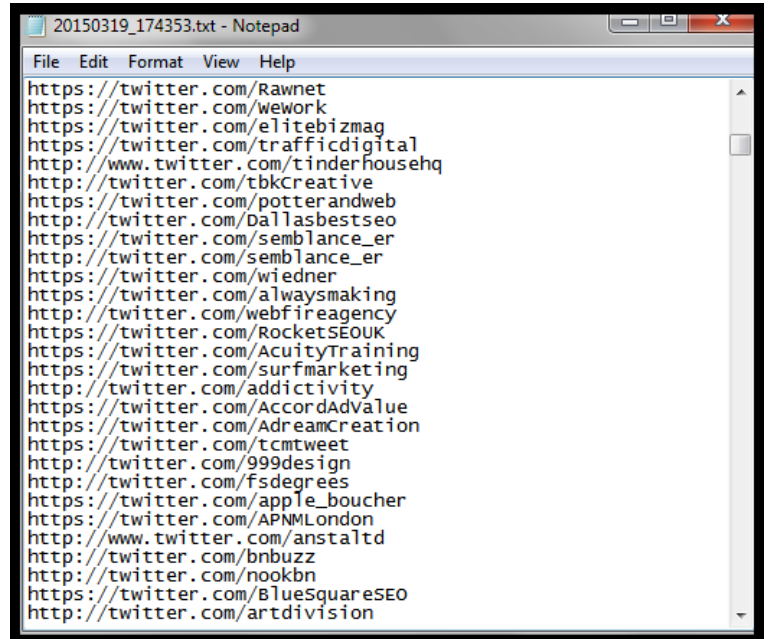 20150319_174353.txt - Notepad
File Edit Format View Help
https://twitter.com/Rawnet
https://twitter.com/wework
https://twitter.com/elitebizmag
https://twitter.com/trafficdigital
http://www.twitter.com/tinderhousehq
http://twitter.com/tbkCreative
https://twitter.com/potterandweb
https://twitter.com/Dallasbestseo
https://twitter.com/semblance_er
http://twitter.com/semblance_er
https://twitter.com/wiedner
https://twitter.com/alwaysmaking
http://twitter.com/webfireagency
https://twitter.com/RocketSEOUK
https://twitter.com/AcuityTraining
https://twitter.com/surfmarketing
http://twitter.com/addictivity
https://twitter.com/AccordAdValue
https://twitter.com/AdreamCreation
https://twitter.com/tcmtweet
http://twitter.com/999design
http://twitter.com/fsdegrees
https://twitter.com/apple_boucher
https://twitter.com/APNMLondon
http://www.twitter.com/anstaltd
http://twitter.com/bnbuzz
http://twitter.com/nookbn
https://twitter.com/BlueSquareSEO
http://twitter.com/artdivision